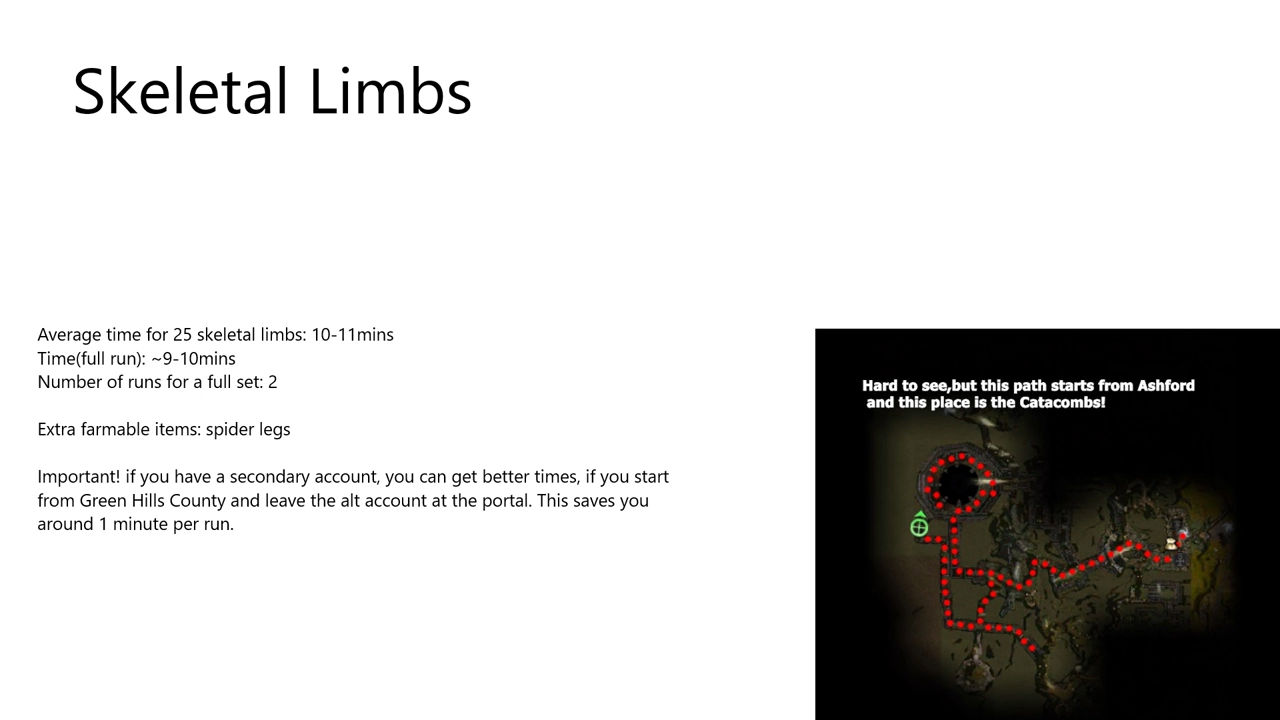 Skeletal Limbs
Average time for 25 skeletal limbs: 10-11mins
Time(full run): ~9-10mins
Number of runs for a full set: 2
Extra farmable items: spider legs
Important! if you have a secondary account, you can get better times, if you start
from Green Hills County and leave the alt account at the portal. This saves you
around 1 minute per run.
Hard to see,but this path starts from Ashford
and this place is the Catacombs!